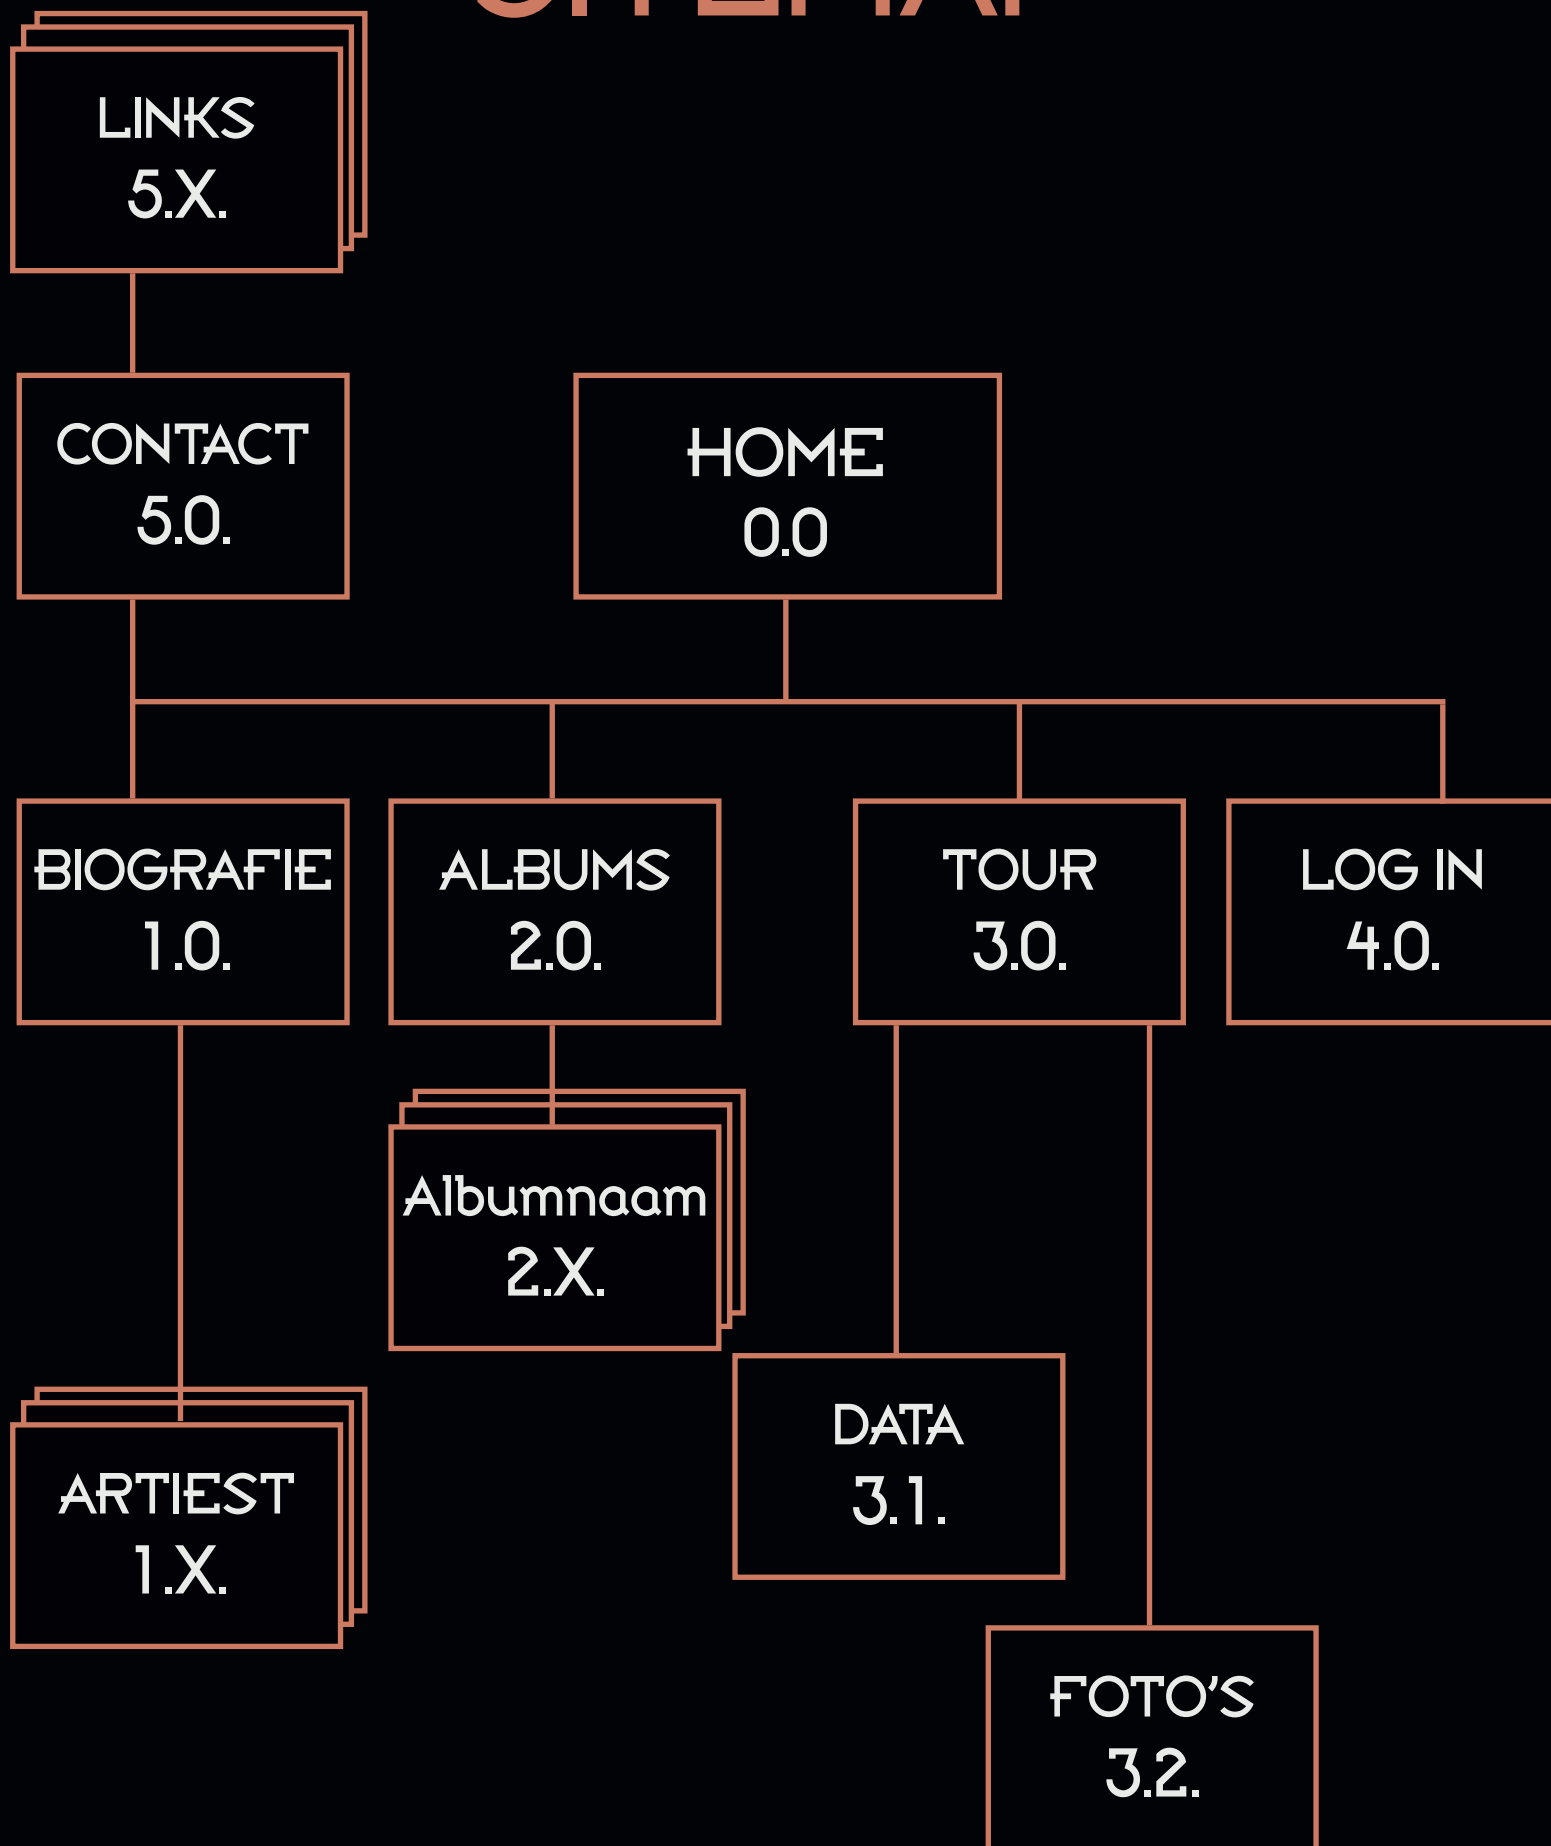 LINKS
5.X.
CONTACT
5.0.
HOME
0.0
BIOGRAFIE
1.0.
ALBUMS
2.0.
TOUR
3.0.
LOG IN
4.0.
Albumnaam
2.X.
DATA
3.1.
ARTIEST
1.X.
FOTO'S
3.2.